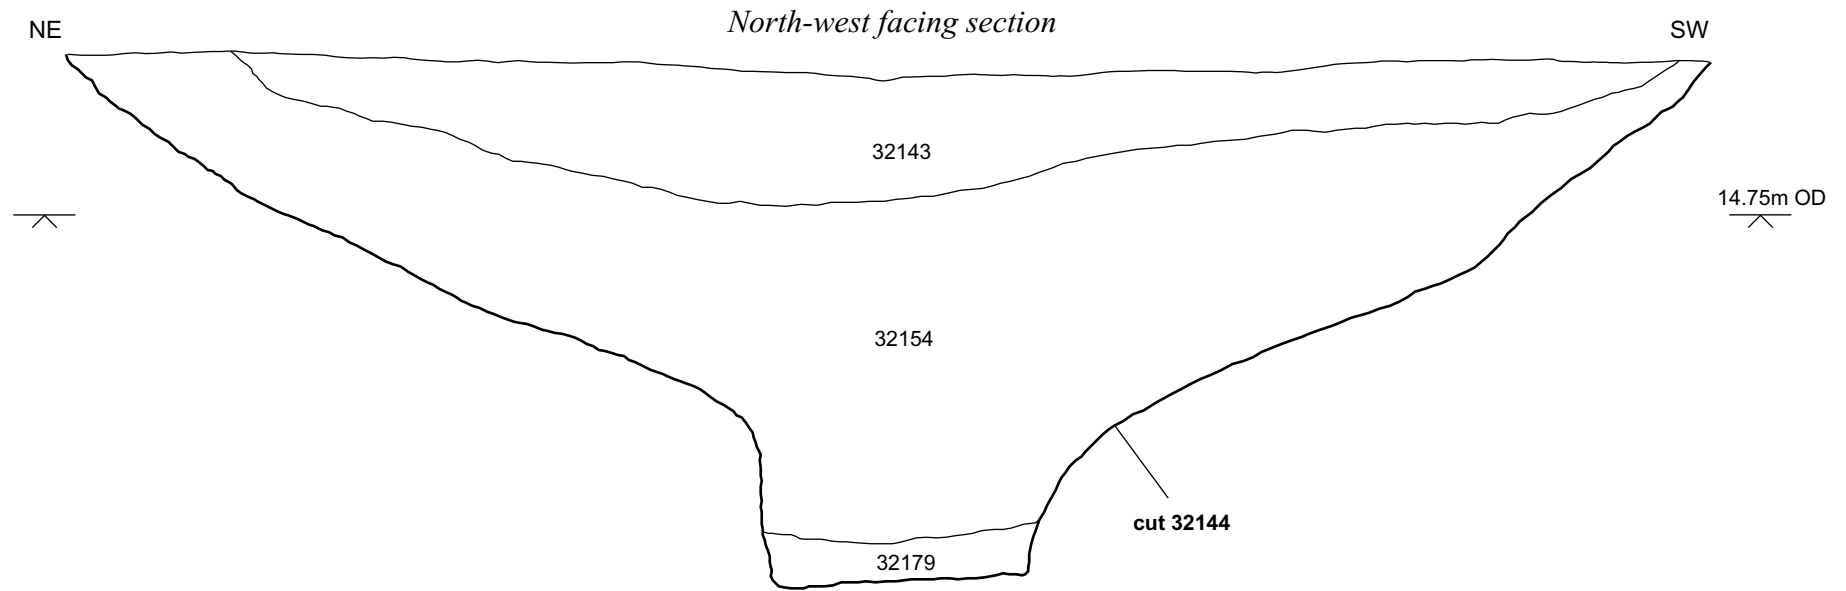 North-west facing section
NE
SW
32143
14.75m OD
32154
cut 32144
32179